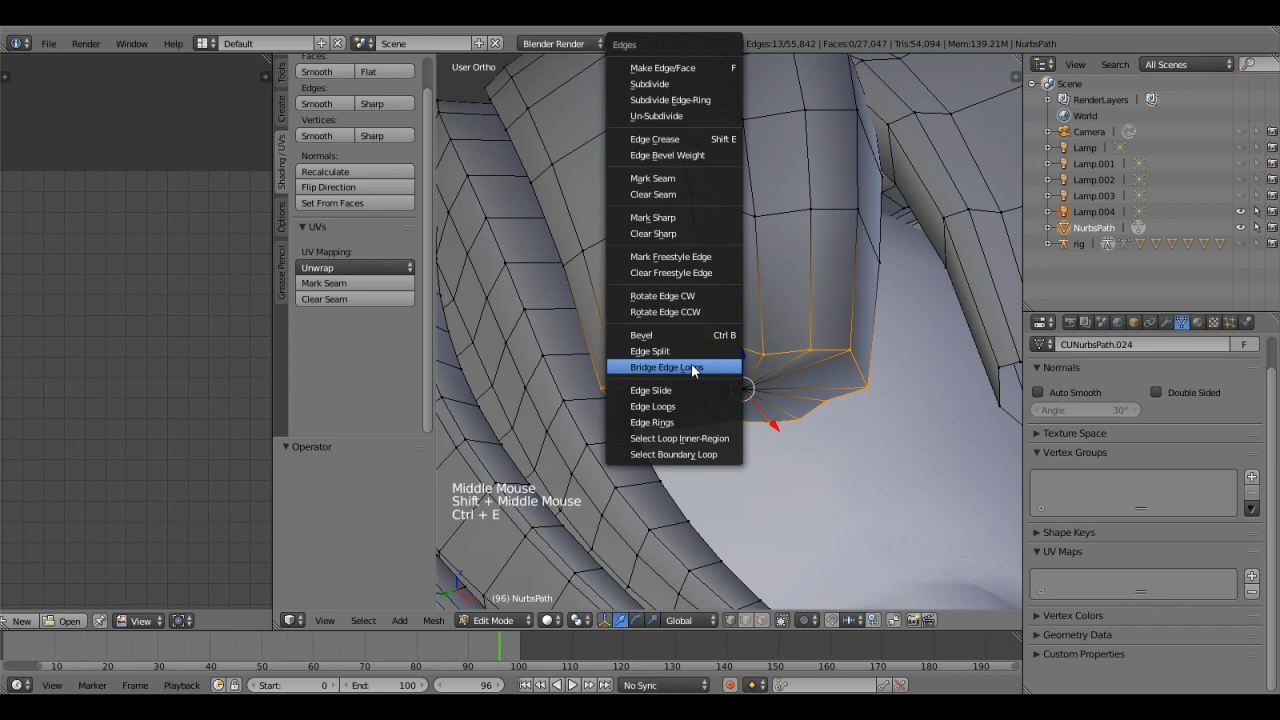 File Render Window Help Default Scene Blender Render Edges:13/55,842 | Faces:0/27,047 | Tris:54,094 | Mem:139.21M | NurbsPath
Faces:
Smooth Flat
Edges:
Smooth Sharp
Vertices:
Smooth Sharp
Normals:
Recalculate
Flip Direction
Set From Faces
UVs
UV Mapping:
Unwrap
Mark Seam
Clear Seam
Operator
Tools
Create
Shading / UVs
Options
Grease Pencil
User Ortho
Edges
Make Edge/Face F
Subdivide
Subdivide Edge-Ring
Un-Subdivide
Edge Crease Shift E
Edge Bevel Weight
Mark Seam
Clear Seam
Mark Sharp
Clear Sharp
Mark Freestyle Edge
Clear Freestyle Edge
Rotate Edge CW
Rotate Edge CCW
Bevel Ctrl B
Edge Split
Bridge Edge Loops
Edge Slide
Edge Loops
Edge Rings
Select Loop Inner-Region
Select Boundary Loop
Middle Mouse
Shift + Middle Mouse
Ctrl + E
(96) NurbsPath
View Search All Scenes
Scene
RenderLayers |
World
Camera |
Lamp |
Lamp.001 |
Lamp.002 |
Lamp.003 |
Lamp.004 |
NurbsPath |
rig |
CUNurbsPath.024 F
Normals
Auto Smooth Double Sided
Angle: 30°
Texture Space
Vertex Groups
Shape Keys
UV Maps
Vertex Colors
Geometry Data
Custom Properties
New Open View View Select Add Mesh Edit Mode Global
10 20 30 40 50 60 70 80 90 100 110 120 130 140 150 160 170 180 190
View Marker Frame Playback Start: 0 End: 100 96 No Sync